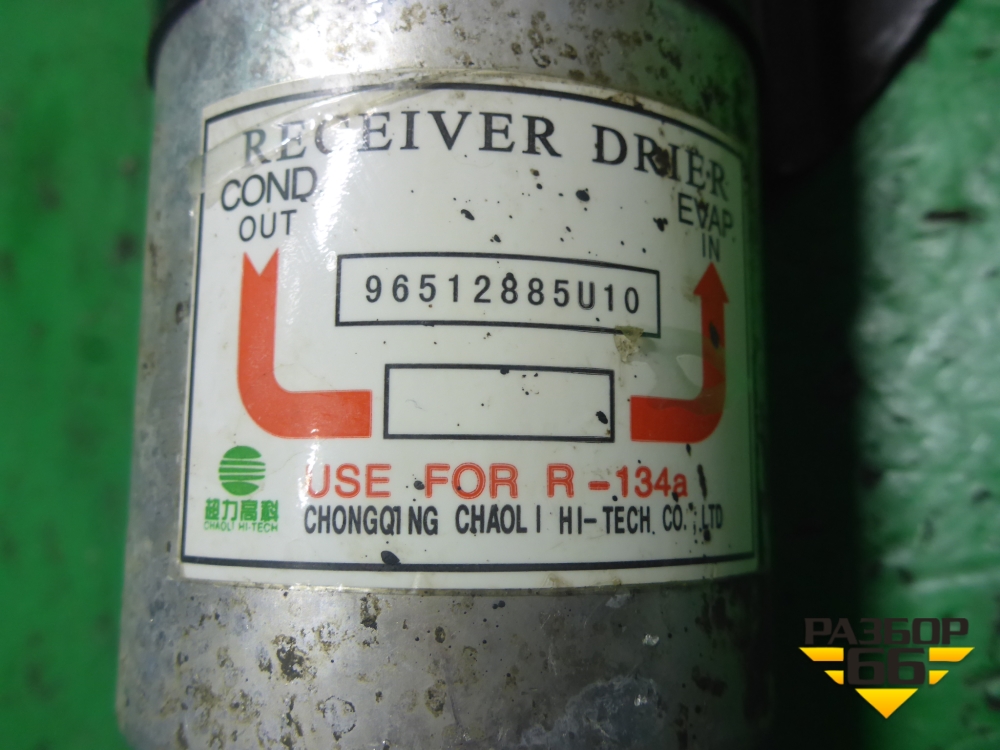 RECEIVER DRIER
COND
OUT
EVAP
IN
96512885U10
USE FOR R-134a
超力高科
CHAOLI HI-TECH
CHONGQING CHAOLI HI-TECH. CO.,LTD
РАЗБОР
66